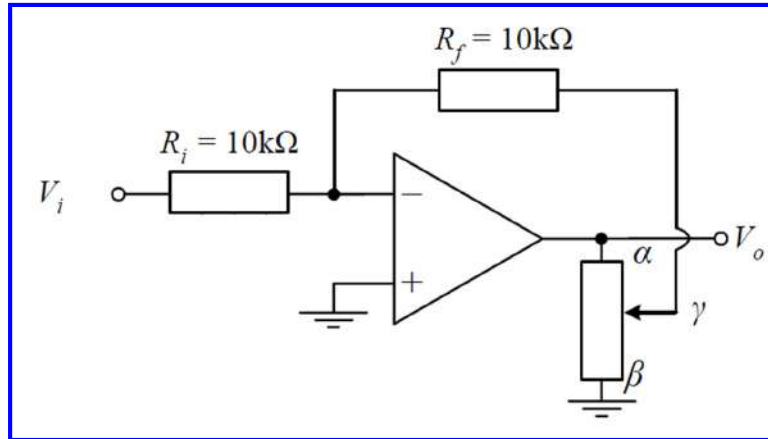 R_f = 10kΩ
R_i = 10kΩ
V_i
−
+
α
V_o
γ
β